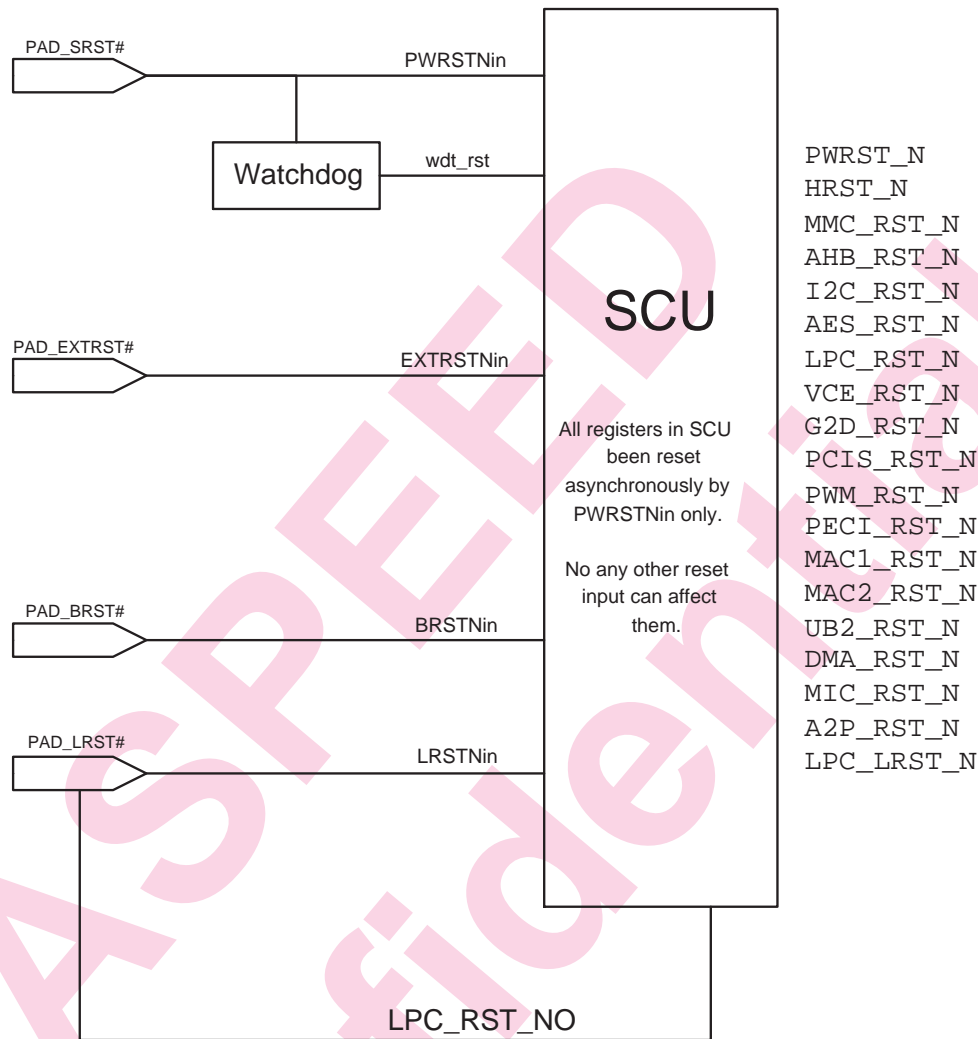 PAD_SRST#
PWRSTNin
Watchdog
wdt_rst
PAD_EXTRST#
EXTRSTNin
PAD_BRST#
BRSTNin
PAD_LRST#
LRSTNin
SCU
All registers in SCU
been reset
asynchronously by
PWRSTNin only.
No any other reset
input can affect
them.
PWRST_N
HRST_N
MMC_RST_N
AHB_RST_N
I2C_RST_N
AES_RST_N
LPC_RST_N
VCE_RST_N
G2D_RST_N
PCIS_RST_N
PWM_RST_N
PECI_RST_N
MAC1_RST_N
MAC2_RST_N
UB2_RST_N
DMA_RST_N
MIC_RST_N
A2P_RST_N
LPC_LRST_N
LPC_RST_NO
ASPEED
fidential